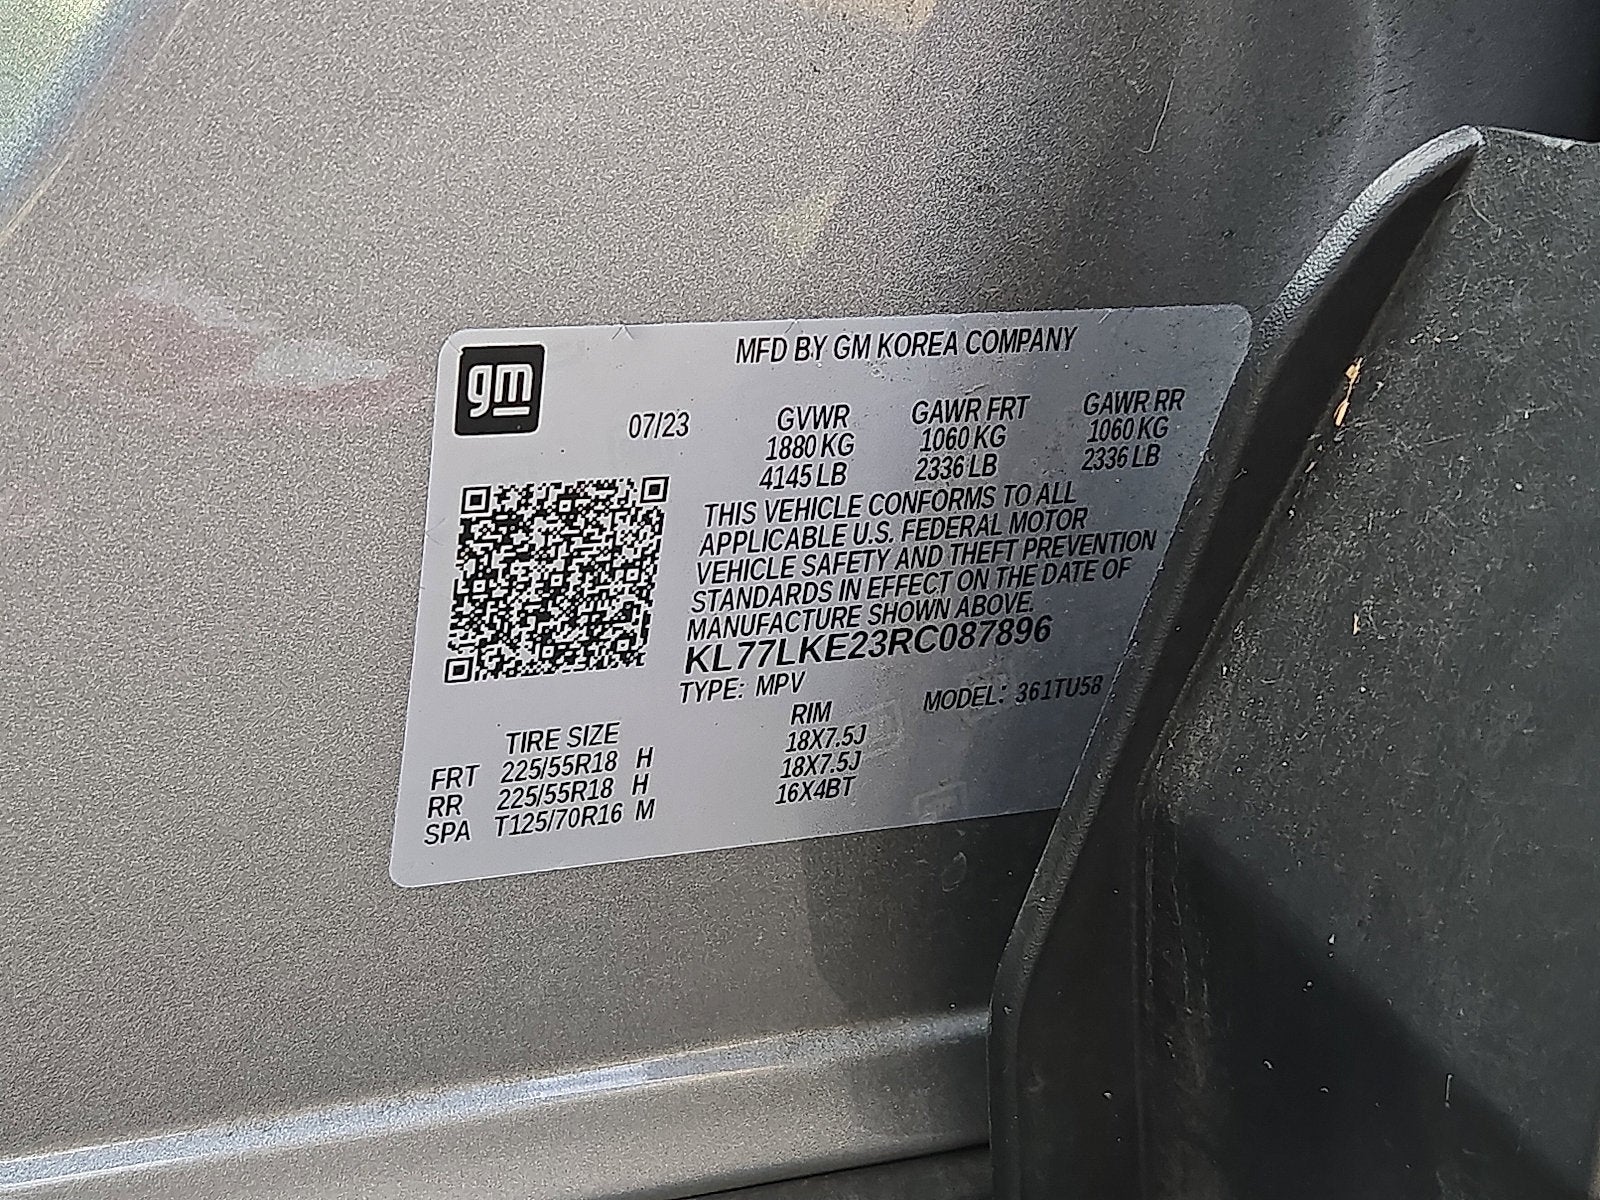 gm
MFD BY GM KOREA COMPANY
07/23 GVWR GAWR FRT GAWR RR
1880 KG 1060 KG 1060 KG
4145 LB 2336 LB 2336 LB
THIS VEHICLE CONFORMS TO ALL
APPLICABLE U.S. FEDERAL MOTOR
VEHICLE SAFETY AND THEFT PREVENTION
STANDARDS IN EFFECT ON THE DATE OF
MANUFACTURE SHOWN ABOVE.
KL77LKE23RC087896
TYPE: MPV MODEL: 361TU58
TIRE SIZE RIM
FRT 225/55R18 H 18X7.5J
RR 225/55R18 H 18X7.5J
SPA T125/70R16 M 16X4BT